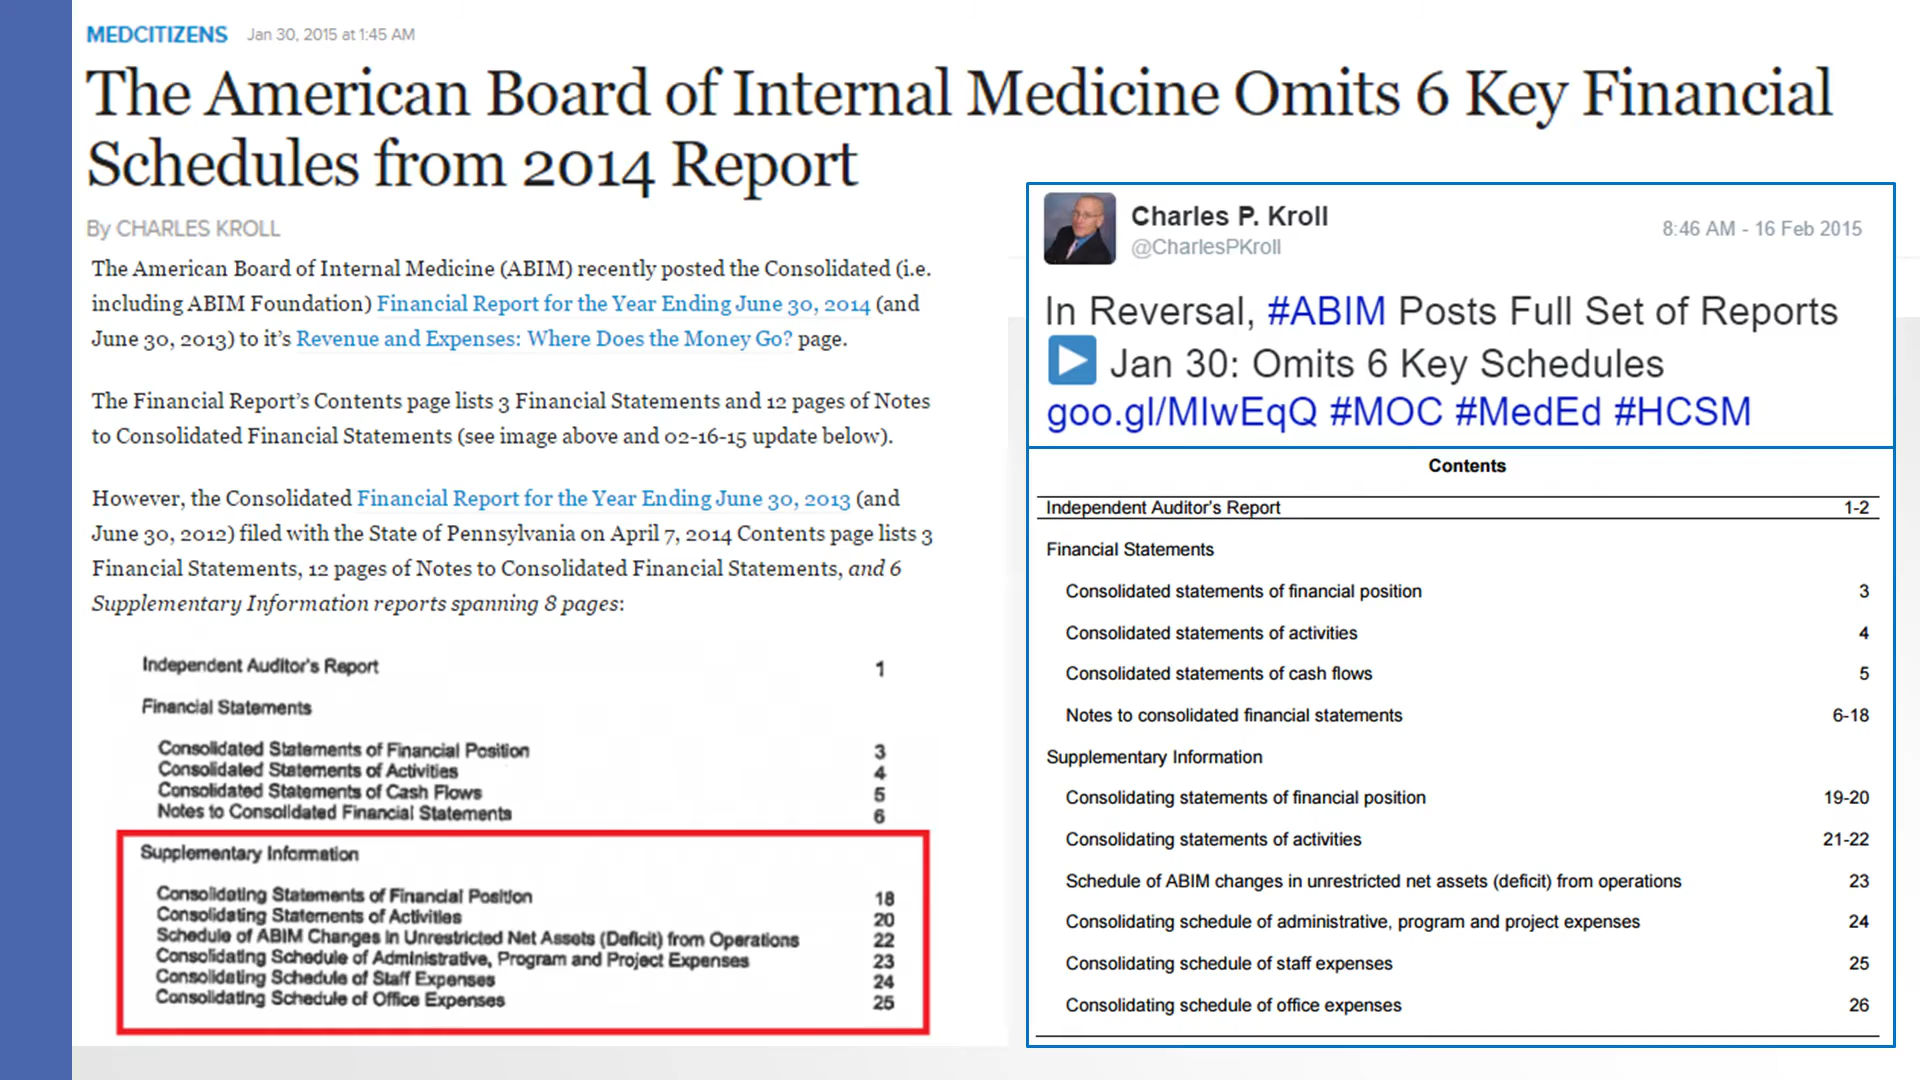 MEDCITIZENS Jan 30, 2015 at 1:45 AM
The American Board of Internal Medicine Omits 6 Key Financial
Schedules from 2014 Report
By CHARLES KROLL
The American Board of Internal Medicine (ABIM) recently posted the Consolidated (i.e.
including ABIM Foundation) Financial Report for the Year Ending June 30, 2014 (and
June 30, 2013) to it's Revenue and Expenses: Where Does the Money Go? page.
The Financial Report's Contents page lists 3 Financial Statements and 12 pages of Notes
to Consolidated Financial Statements (see image above and 02-16-15 update below).
However, the Consolidated Financial Report for the Year Ending June 30, 2013 (and
June 30, 2012) filed with the State of Pennsylvania on April 7, 2014 Contents page lists 3
Financial Statements, 12 pages of Notes to Consolidated Financial Statements, and 6
Supplementary Information reports spanning 8 pages:
Independent Auditor's Report 1
Financial Statements
Consolidated Statements of Financial Position 3
Consolidated Statements of Activities 4
Consolidated Statements of Cash Flows 5
Notes to Consolidated Financial Statements 6
Supplementary Information
Consolidating Statements of Financial Position 18
Consolidating Statements of Activities 20
Schedule of ABIM Changes in Unrestricted Net Assets (Deficit) from Operations 22
Consolidating Schedule of Administrative, Program and Project Expenses 23
Consolidating Schedule of Staff Expenses 24
Consolidating Schedule of Office Expenses 25
Charles P. Kroll
@CharlesPKroll
8:46 AM - 16 Feb 2015
In Reversal, #ABIM Posts Full Set of Reports
Jan 30: Omits 6 Key Schedules
goo.gl/MIwEqQ #MOC #MedEd #HCSM
Contents
Independent Auditor's Report 1-2
Financial Statements
Consolidated statements of financial position 3
Consolidated statements of activities 4
Consolidated statements of cash flows 5
Notes to consolidated financial statements 6-18
Supplementary Information
Consolidating statements of financial position 19-20
Consolidating statements of activities 21-22
Schedule of ABIM changes in unrestricted net assets (deficit) from operations 23
Consolidating schedule of administrative, program and project expenses 24
Consolidating schedule of staff expenses 25
Consolidating schedule of office expenses 26